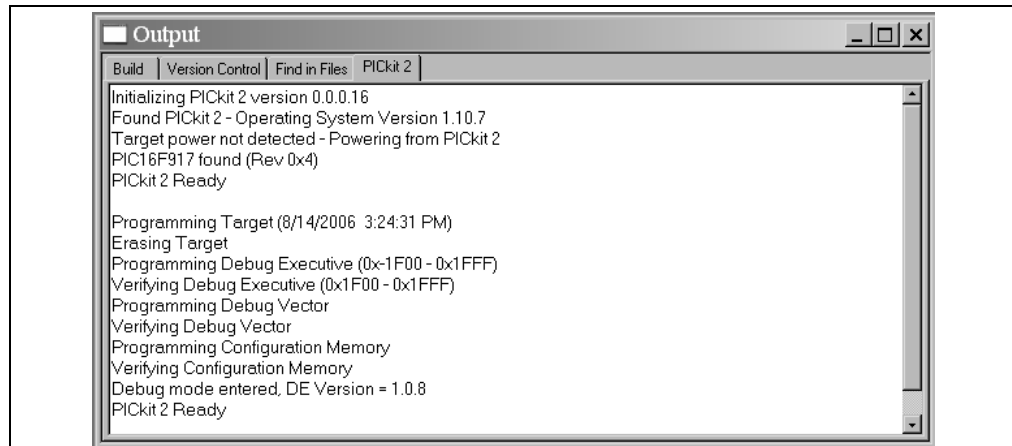 Output
Build
Version Control
Find in Files
PICkit 2
Initializing PICkit 2 version 0.0.0.16
Found PICkit 2 - Operating System Version 1.10.7
Target power not detected - Powering from PICkit 2
PIC16F917 found (Rev 0x4)
PICkit 2 Ready
Programming Target (8/14/2006  3:24:31 PM)
Erasing Target
Programming Debug Executive (0x-1F00 - 0x1FFF)
Verifying Debug Executive (0x1F00 - 0x1FFF)
Programming Debug Vector
Verifying Debug Vector
Programming Configuration Memory
Verifying Configuration Memory
Debug mode entered, DE Version = 1.0.8
PICkit 2 Ready